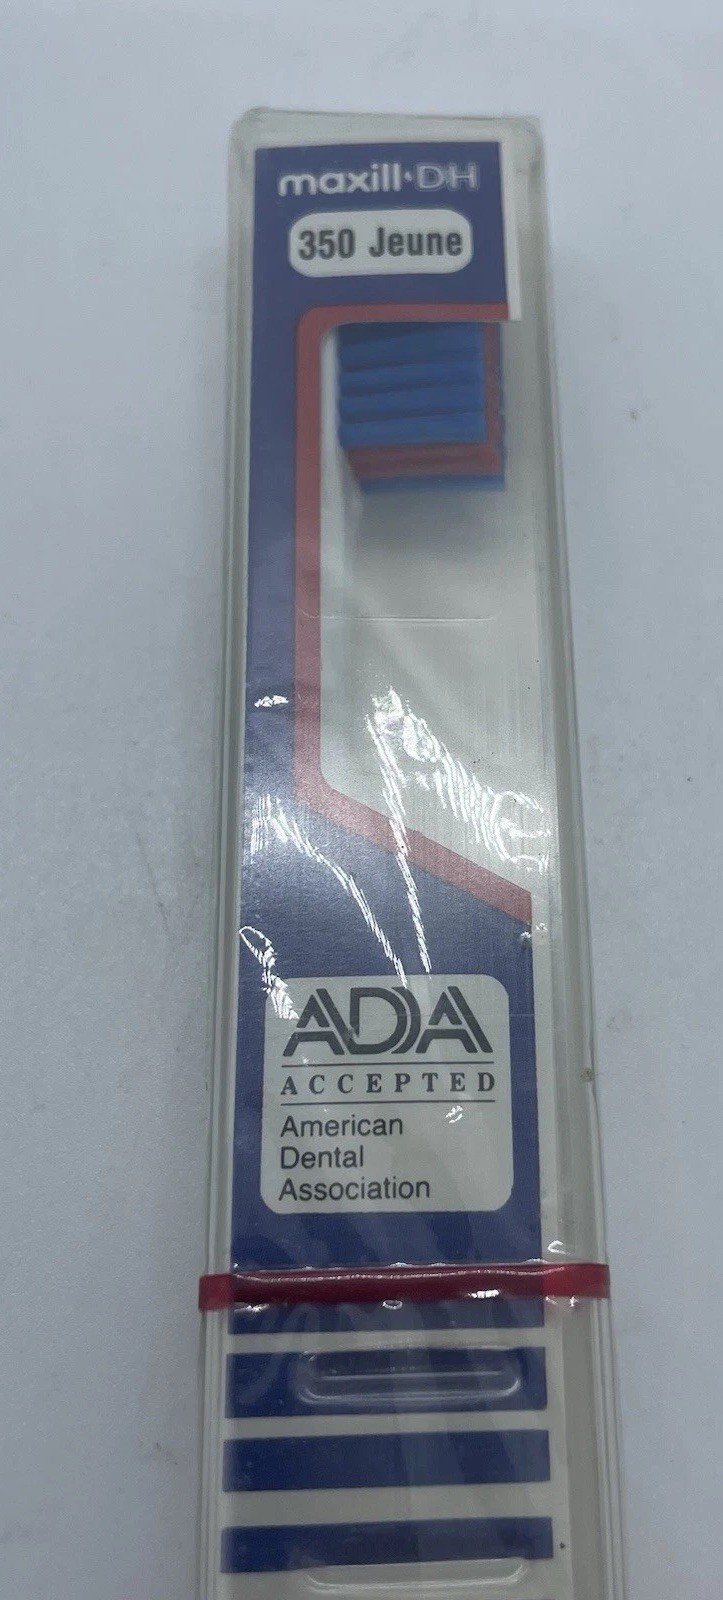 maxill·DH
350 Jeune
ADA
ACCEPTED
American
Dental
Association